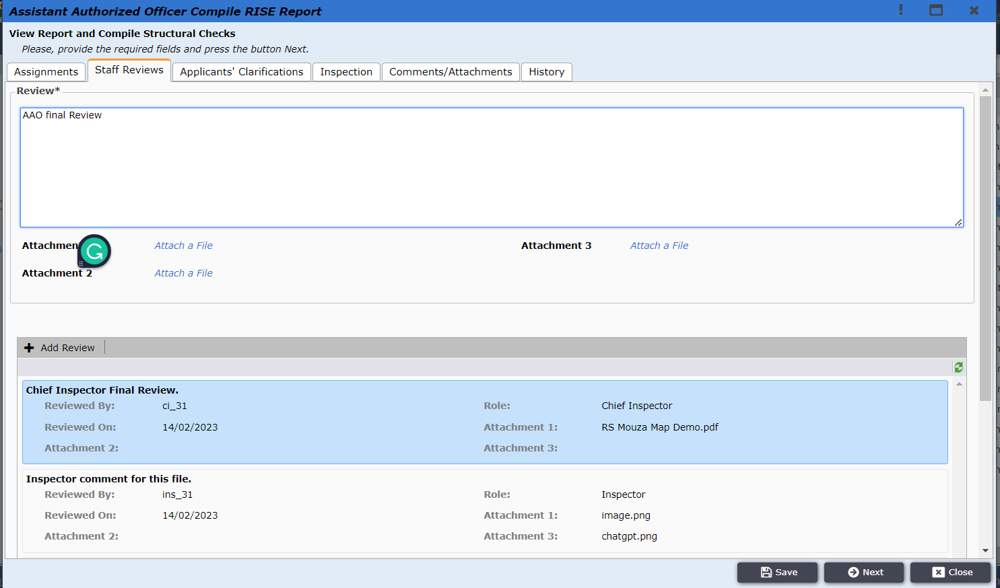 Assistant Authorized Officer Compile RISE Report
View Report and Compile Structural Checks
Please, provide the required fields and press the button Next.
Assignments Staff Reviews Applicants' Clarifications Inspection Comments/Attachments History
Review*
AAO final Review
Attach a File Attachment 3 Attach a File
Attachment 2 Attach a File
Add Review
Chief Inspector Final Review.
Reviewed By: ci_31 Role: Chief Inspector
Reviewed On: 14/02/2023 Attachment 1: RS Mouza Map Demo.pdf
Attachment 2: Attachment 3:
Inspector comment for this file.
Reviewed By: ins_31 Role: Inspector
Reviewed On: 14/02/2023 Attachment 1: image.png
Attachment 2: Attachment 3: chatgpt.png
Save Next Close